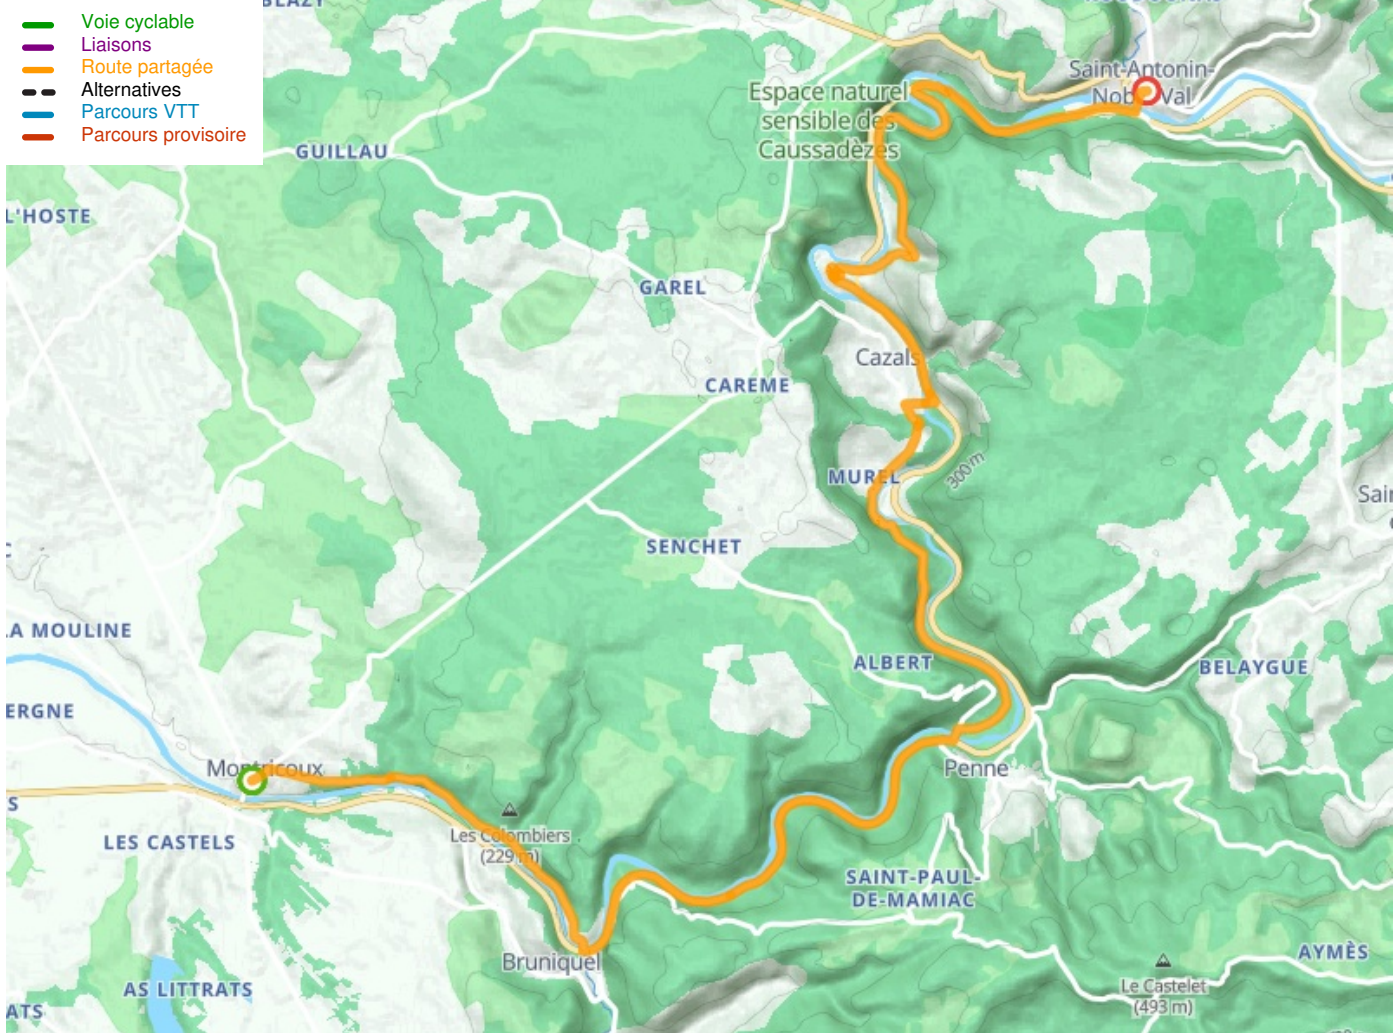 Voie cyclable
Liaisons
Route partagée
Alternatives
Parcours VTT
Parcours provisoire
Saint-Antonin-
Espace naturel
sensible des
Caussadèzes
GUILLAU
L'HOSTE
GAREL
Cazals
CAREME
MUREL
300 m
SENCHET
LA MOULINE
ALBERT
BELAYGUE
ERGNE
Montricoux
Penne
LES CASTELS
Les Colombiers
(229 m)
SAINT-PAUL-
DE-MAMIAC
Bruniquel
AYMÈS
AS LITTRATS
Le Castelet
(493 m)
ATS